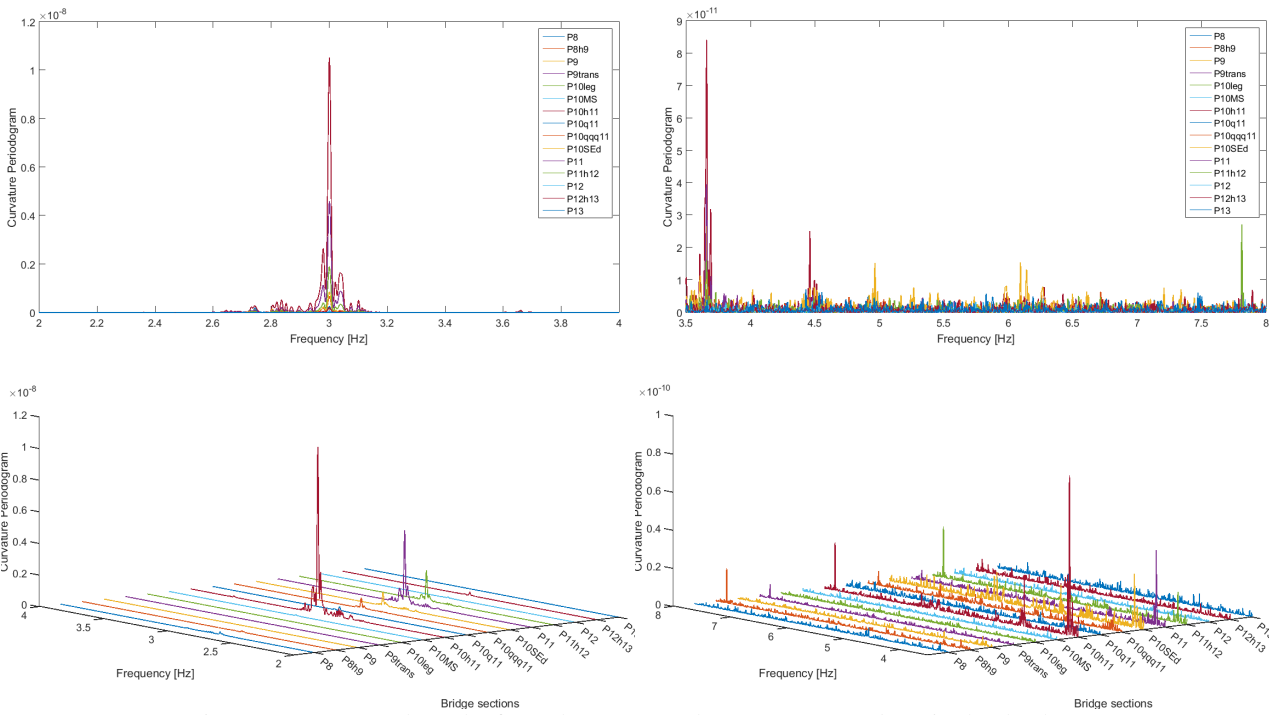 ×10⁻⁸
1.2
1
0.8
0.6
0.4
0.2
0
Curvature Periodogram
2
2.2
2.4
2.6
2.8
3
3.2
3.4
3.6
3.8
4
Frequency [Hz]
P8
P8h9
P9
P9trans
P10leg
P10MS
P10h11
P10q11
P10qqq11
P10SEd
P11
P11h12
P12
P12h13
P13
×10⁻¹¹
9
8
7
6
5
4
3
2
1
0
Curvature Periodogram
3.5
4
4.5
5
5.5
6
6.5
7
7.5
8
Frequency [Hz]
P8
P8h9
P9
P9trans
P10leg
P10MS
P10h11
P10q11
P10qqq11
P10SEd
P11
P11h12
P12
P12h13
P13
×10⁻⁸
1.2
1
0.8
0.6
0.4
0.2
0
Curvature Periodogram
4
3.5
3
2.5
2
Frequency [Hz]
P8
P8h9
P9
P9trans
P10leg
P10MS
P10h11
P10q11
P10qqq11
P10SEd
P11
P11h12
P12
P12h13
Bridge sections
×10⁻¹⁰
1
0.8
0.6
0.4
0.2
0
Curvature Periodogram
8
7
6
5
4
Frequency [Hz]
P8
P8h9
P9
P9trans
P10leg
P10MS
P10h11
P10q11
P10qqq11
P10SEd
P11
P11h12
P12
P12h13
Bridge sections